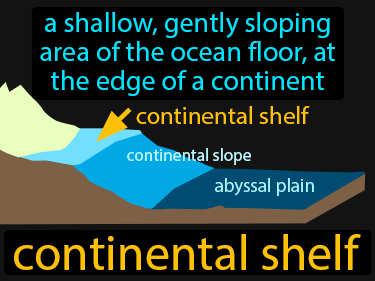 a shallow, gently sloping
area of the ocean floor, at
the edge of a continent
continental shelf
continental slope
abyssal plain
continental shelf